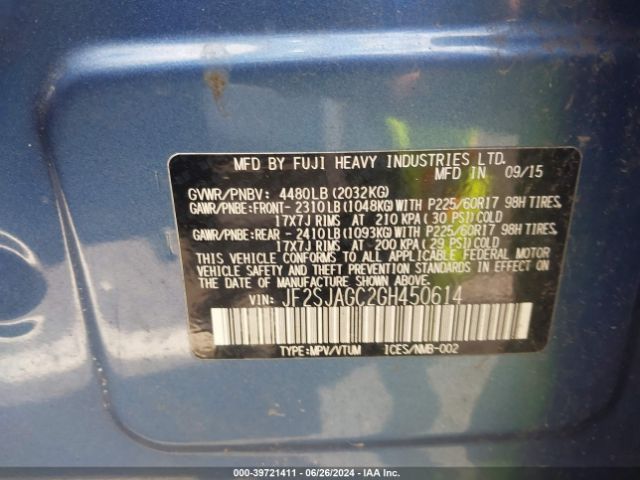 MFD BY FUJI HEAVY INDUSTRIES LTD.
MFD IN 09/15
GVWR/PNBV: 4480LB (2032KG)
GAWR/PNBE:FRONT-2310LB(1048KG)WITH P225/60R17 98H TIRES,
17X7J RIMS AT 210 KPA ( 30 PSI)COLD
GAWR/PNBE:REAR -2410LB(1093KG)WITH P225/60R17 98H TIRES,
17X7J RIMS AT 200 KPA (29 PSI)COLD
THIS VEHICLE CONFORMS TO ALL APPLICABLE FEDERAL MOTOR
VEHICLE SAFETY AND BUMPER STANDARDS IN EFFECT ON
THE DATE OF MANUFACTURE SHOWN ABOVE.
VIN: JF2SJAGC2GH450614
TYPE:MPV/VTUM ICES/NMB-002
000-39721411 - 06/26/2024 - IAA Inc.